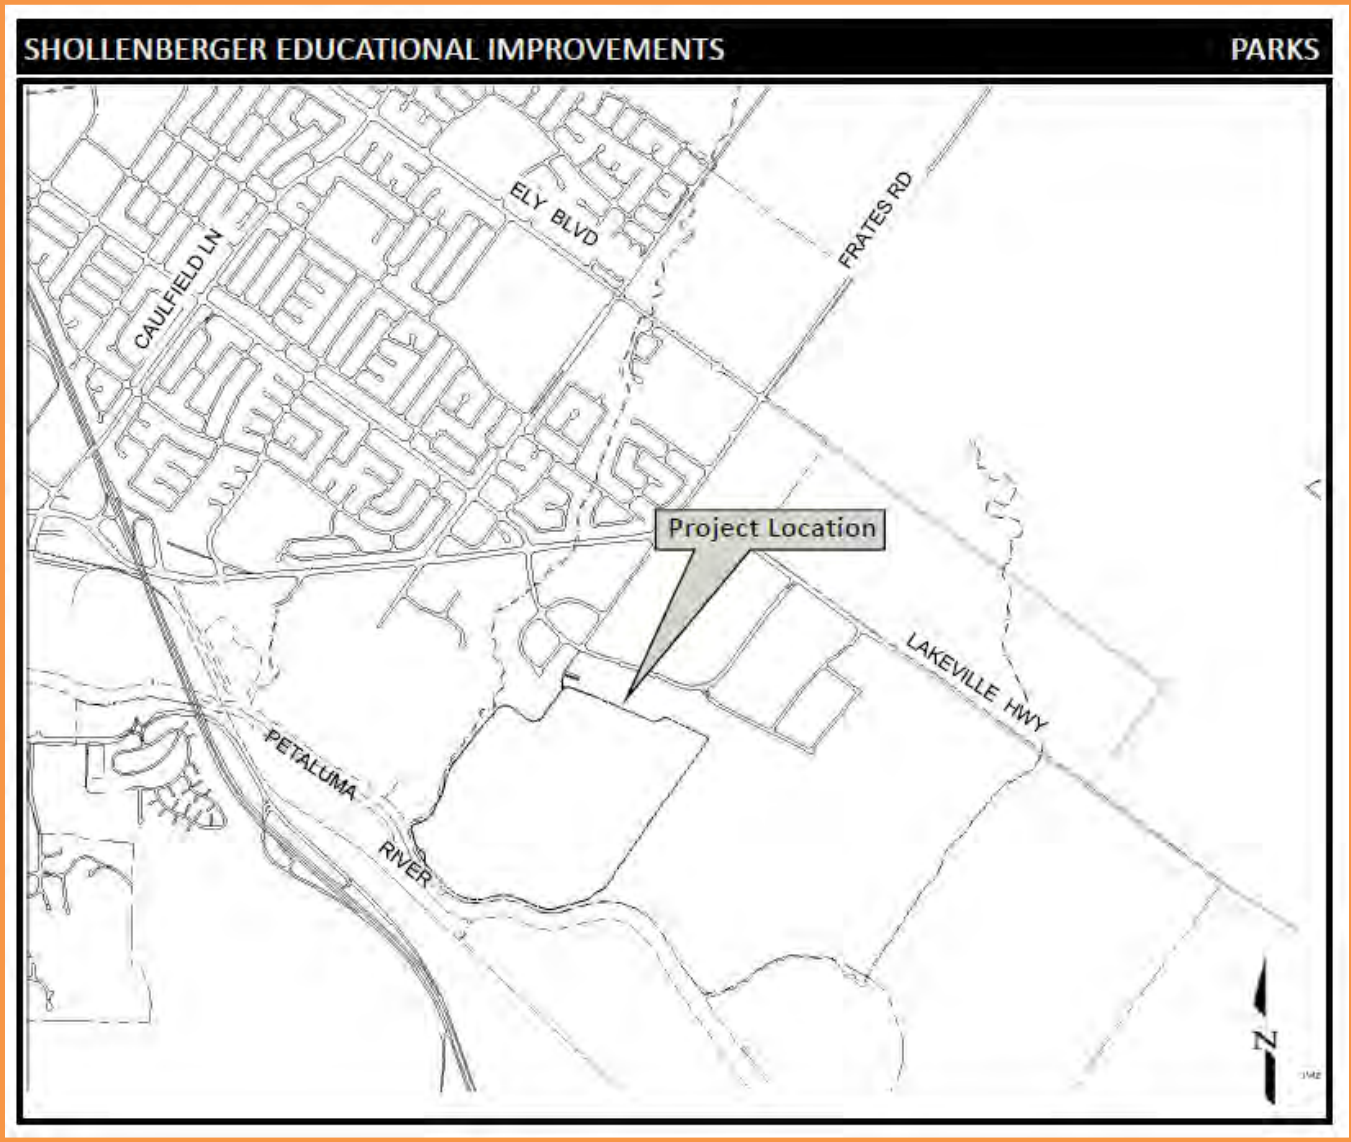 SHOLLENBERGER EDUCATIONAL IMPROVEMENTS PARKS
ELY BLVD
FRATES RD
CAULFIELD LN
Project Location
LAKEVILLE HWY
PETALUMA
RIVER
N